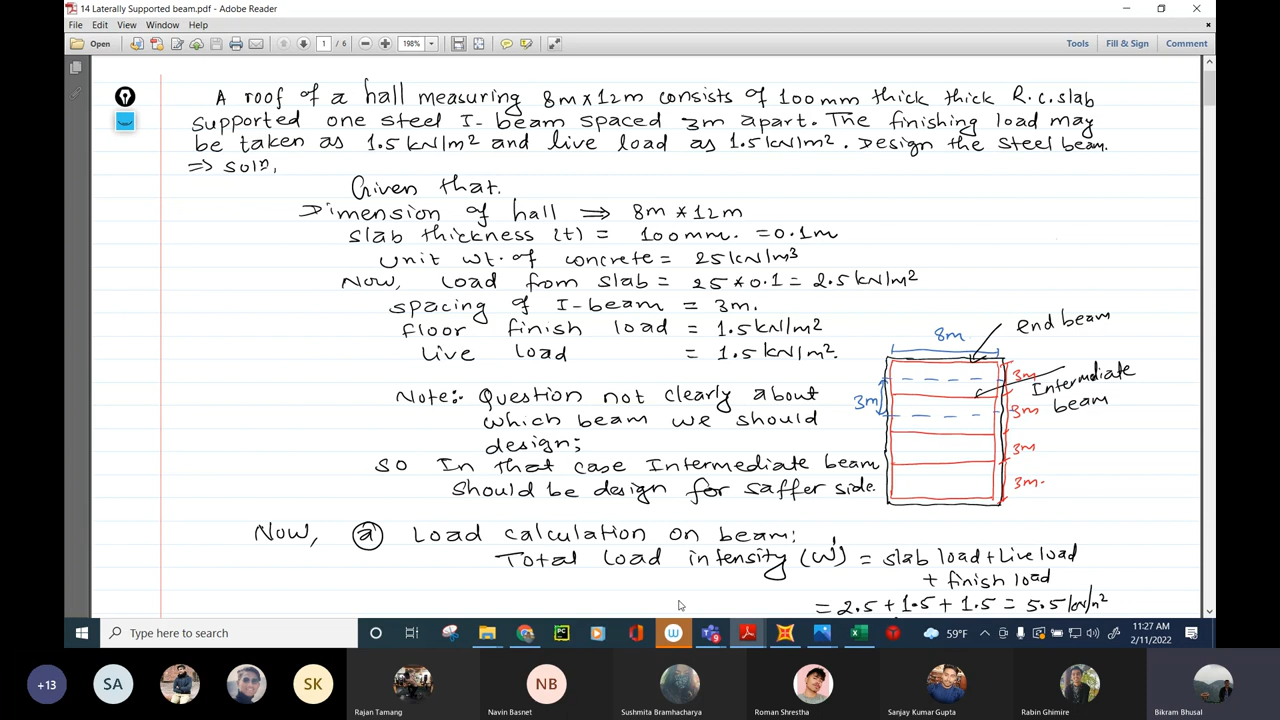 14 Laterally Supported beam.pdf - Adobe Reader
File Edit View Window Help
Open 1 / 6 198% Tools Fill & Sign Comment
A roof of a hall measuring 8m x 12m consists of 100mm thick thick R.C.slab
supported one steel I-beam spaced 3m apart. The finishing load may
be taken as 1.5 kN/m² and live load as 1.5 kN/m². Design the steel beam.
⇒ soln,
Given that.
Dimension of hall ⇒ 8m * 12m
slab thickness (t) = 100mm. = 0.1m
Unit wt. of concrete = 25 kN/m³
Now, Load from slab = 25 * 0.1 = 2.5 kN/m²
spacing of I-beam = 3m.
floor finish load = 1.5 kN/m²
Live load = 1.5 kN/m².
8m
end beam
3m
Intermediate
beam
3m
3m
3m
3m.
Note:- Question not clearly about
which beam we should
design;
so In that case Intermediate beam
should be design for saffer side.
Now, (a) Load calculation on beam:
Total load intensity (w') = slab load + Live load
+ finish load
= 2.5 + 1.5 + 1.5 = 5.5 kN/m²
Type here to search
59°F
11:27 AM
2/11/2022
+13 SA SK NB
Rajan Tamang Navin Basnet Sushmita Bramhacharya Roman Shrestha Sanjay Kumar Gupta Rabin Ghimire Bikram Bhusal